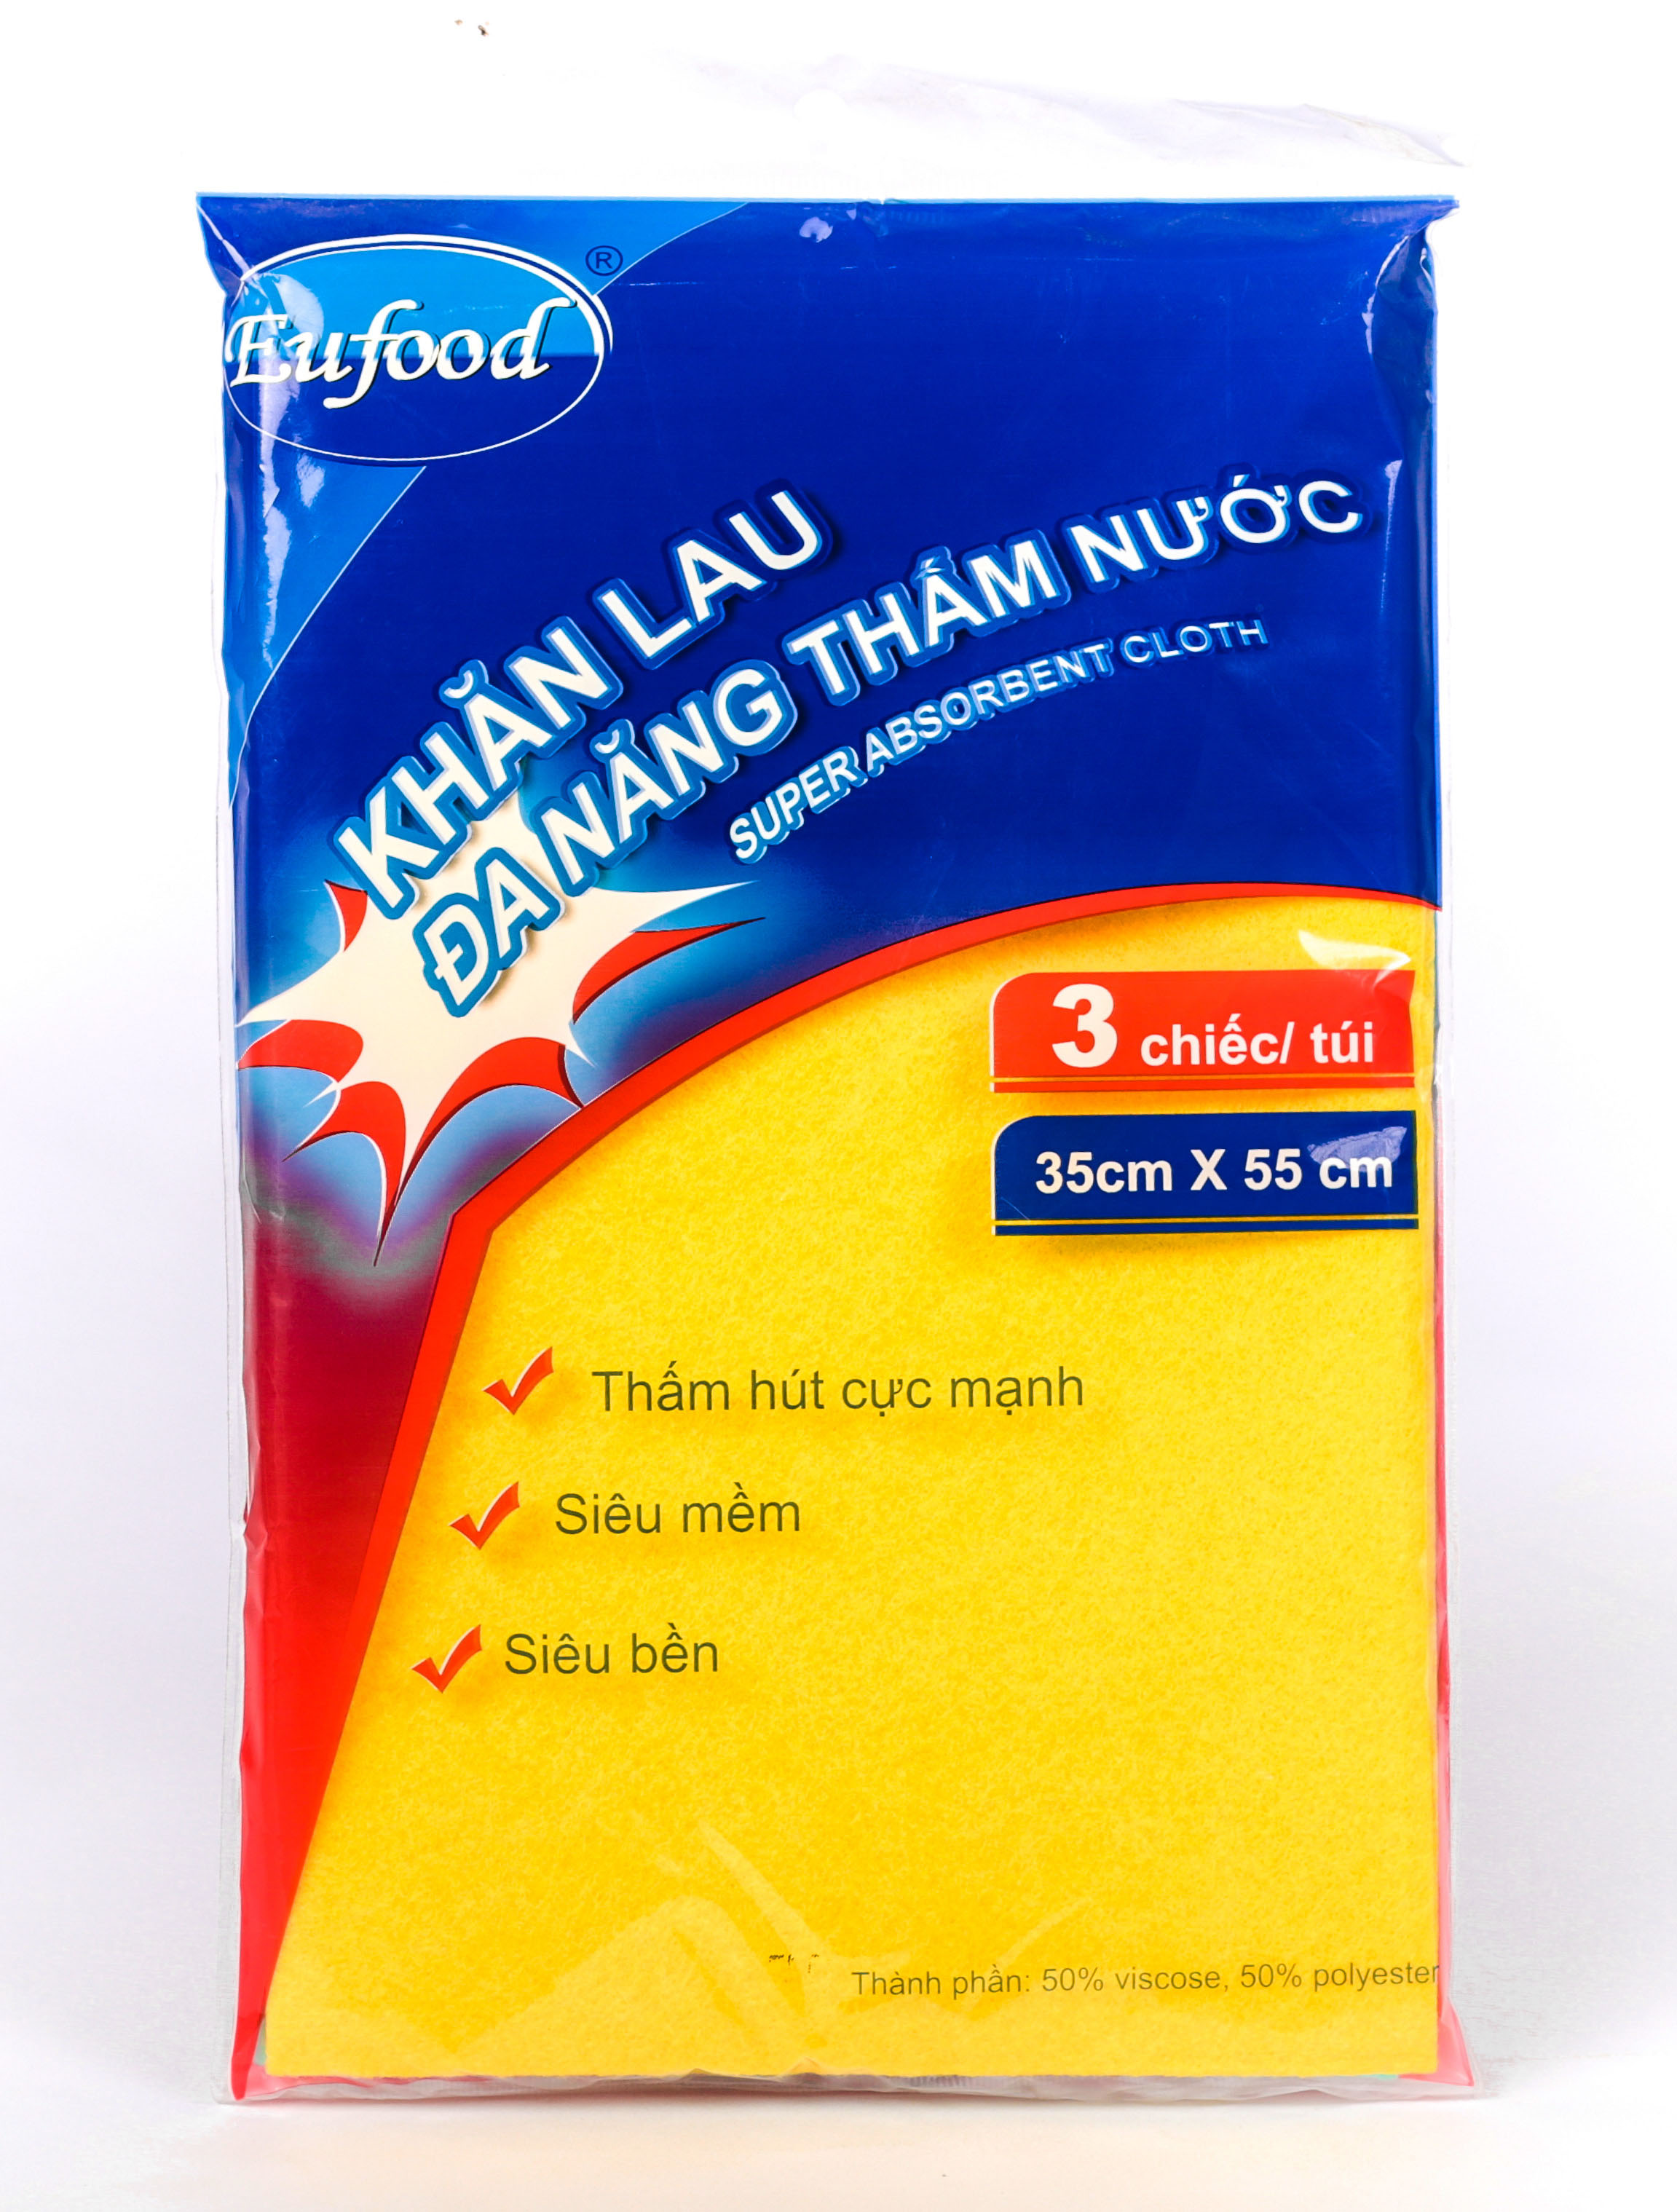 Eufood ®
KHĂN LAU
ĐA NĂNG THẤM NƯỚC
SUPER ABSORBENT CLOTH
3 chiếc/ túi
35cm X 55 cm
Thấm hút cực mạnh
Siêu mềm
Siêu bền
Thành phần: 50% viscose, 50% polyester